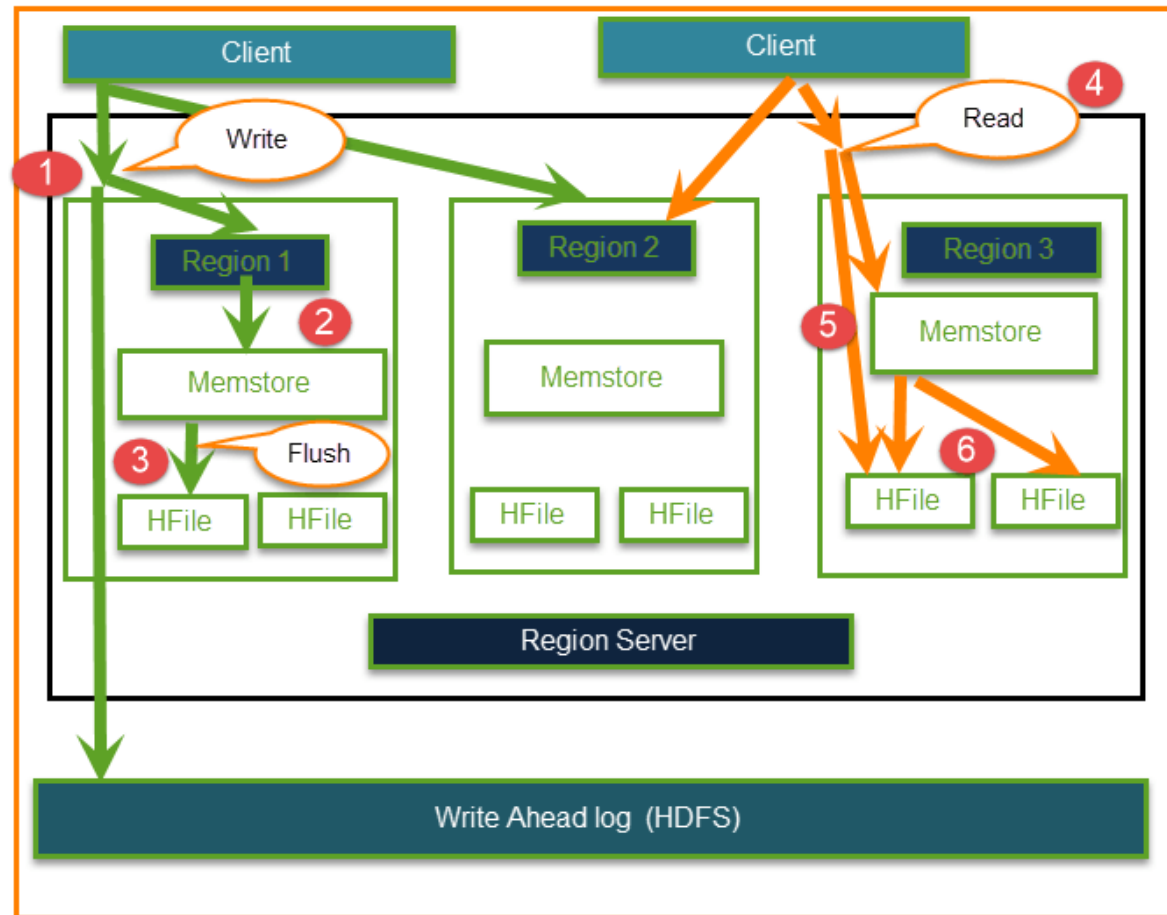 Client
Client
4
Write
Read
1
Region 1
Region 2
Region 3
2
5
Memstore
Memstore
Memstore
3
Flush
6
HFile
HFile
HFile
HFile
HFile
HFile
Region Server
Write Ahead log (HDFS)